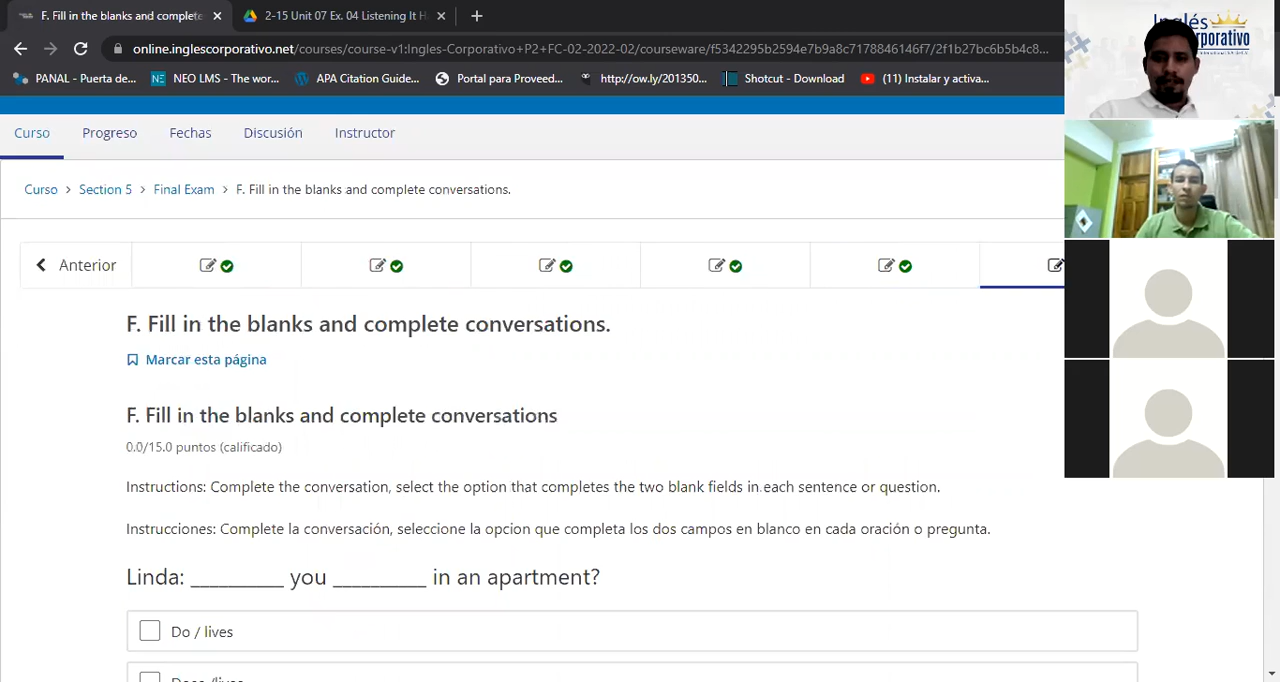 F. Fill in the blanks and complete
2-15 Unit 07 Ex. 04 Listening It H
online.inglescorporativo.net/courses/course-v1:Ingles-Corporativo+P2+FC-02-2022-02/courseware/f5342295b2594e7b9a8c7178846146f7/2f1b27bc6b5b4c8...
PANAL - Puerta de...
NEO LMS - The wor...
APA Citation Guide...
Portal para Proveed...
http://ow.ly/201350...
Shotcut - Download
(11) Instalar y activa...
Inglés
Corporativo
Curso
Progreso
Fechas
Discusión
Instructor
Curso > Section 5 > Final Exam > F. Fill in the blanks and complete conversations.
Anterior
F. Fill in the blanks and complete conversations.
Marcar esta página
F. Fill in the blanks and complete conversations
0.0/15.0 puntos (calificado)
Instructions: Complete the conversation, select the option that completes the two blank fields in each sentence or question.
Instrucciones: Complete la conversación, seleccione la opcion que completa los dos campos en blanco en cada oración o pregunta.
Linda: __________ you __________ in an apartment?
Do / lives
Does /lives